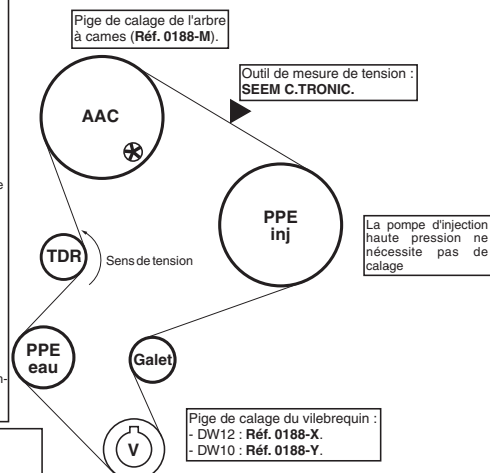 Pige de calage de l'arbre
à cames (Réf. 0188-M).
Outil de mesure de tension :
SEEM C.TRONIC.
AAC
PPE
inj
La pompe d'injection
haute pression ne
nécessite pas de
calage
TDR
Sens de tension
PPE
eau
Galet
Pige de calage du vilebrequin :
- DW12 : Réf. 0188-X.
- DW10 : Réf. 0188-Y.
V